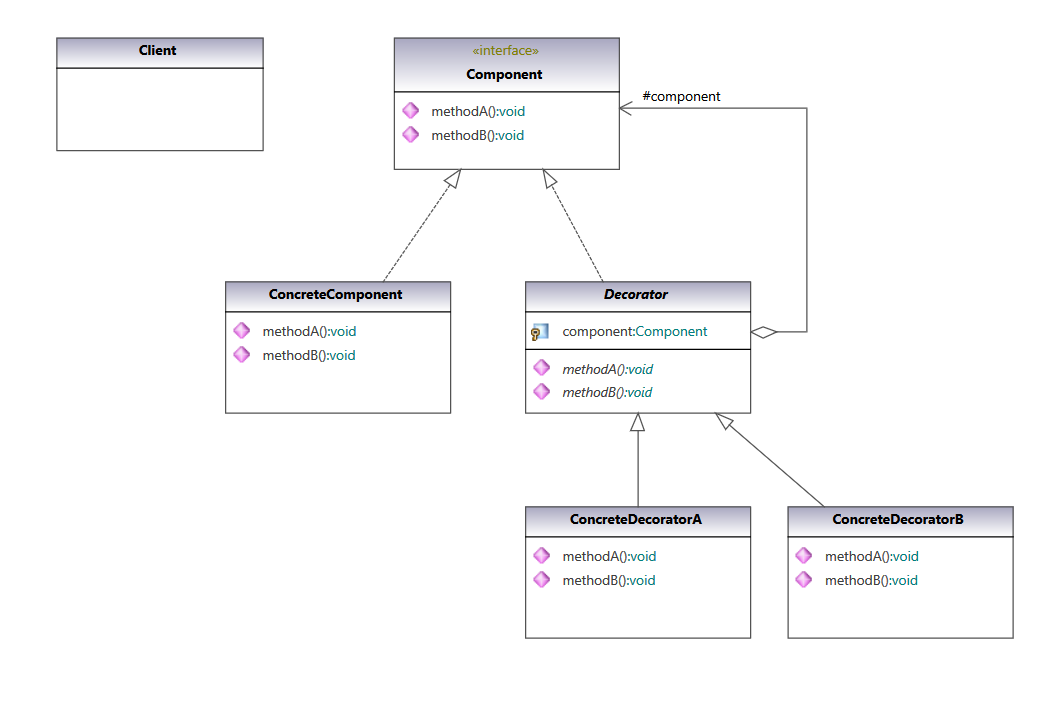 Client
«interface»
Component
methodA():void
methodB():void
#component
ConcreteComponent
methodA():void
methodB():void
Decorator
component:Component
methodA():void
methodB():void
ConcreteDecoratorA
methodA():void
methodB():void
ConcreteDecoratorB
methodA():void
methodB():void